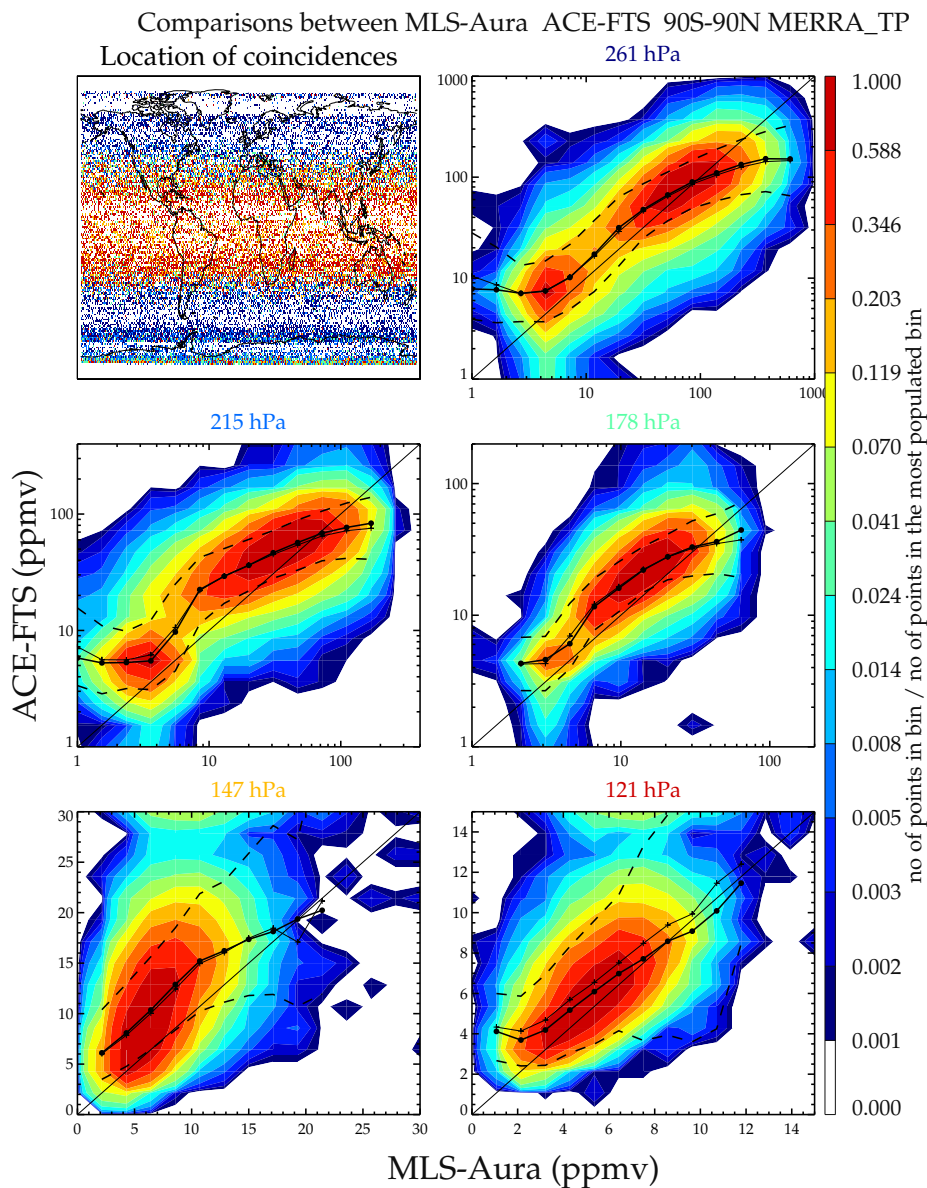 Comparisons between MLS-Aura ACE-FTS 90S-90N MERRA_TP
Location of coincidences
261 hPa
1000
100
10
1
1 10 100 1000
215 hPa
100
10
1
1 10 100
178 hPa
100
10
1
1 10 100
147 hPa
30
25
20
15
10
5
0
0 5 10 15 20 25 30
121 hPa
14
12
10
8
6
4
2
0
0 2 4 6 8 10 12 14
ACE-FTS (ppmv)
MLS-Aura (ppmv)
1.000
0.588
0.346
0.203
0.119
0.070
0.041
0.024
0.014
0.008
0.005
0.003
0.002
0.001
0.000
no of points in bin / no of points in the most populated bin